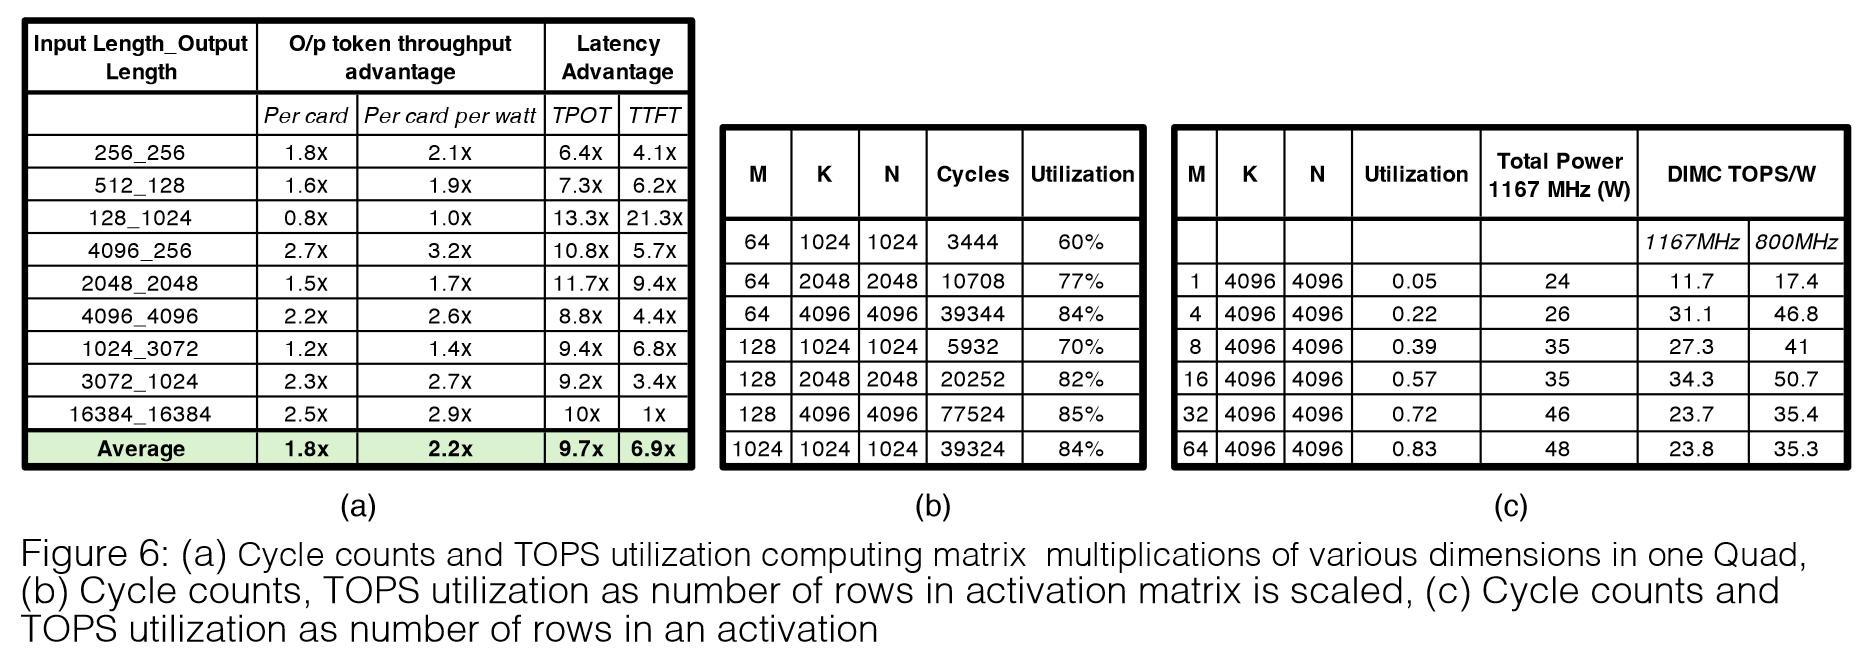 Input Length_Output Length O/p token throughput advantage Latency Advantage
Per card Per card per watt TPOT TTFT
256_256 1.8x 2.1x 6.4x 4.1x
512_128 1.6x 1.9x 7.3x 6.2x
128_1024 0.8x 1.0x 13.3x 21.3x
4096_256 2.7x 3.2x 10.8x 5.7x
2048_2048 1.5x 1.7x 11.7x 9.4x
4096_4096 2.2x 2.6x 8.8x 4.4x
1024_3072 1.2x 1.4x 9.4x 6.8x
3072_1024 2.3x 2.7x 9.2x 3.4x
16384_16384 2.5x 2.9x 10x 1x
Average 1.8x 2.2x 9.7x 6.9x
(a)
M K N Cycles Utilization
64 1024 1024 3444 60%
64 2048 2048 10708 77%
64 4096 4096 39344 84%
128 1024 1024 5932 70%
128 2048 2048 20252 82%
128 4096 4096 77524 85%
1024 1024 1024 39324 84%
(b)
M K N Utilization Total Power 1167 MHz (W) DIMC TOPS/W
1167MHz 800MHz
1 4096 4096 0.05 24 11.7 17.4
4 4096 4096 0.22 26 31.1 46.8
8 4096 4096 0.39 35 27.3 41
16 4096 4096 0.57 35 34.3 50.7
32 4096 4096 0.72 46 23.7 35.4
64 4096 4096 0.83 48 23.8 35.3
(c)
Figure 6: (a) Cycle counts and TOPS utilization computing matrix multiplications of various dimensions in one Quad,
(b) Cycle counts, TOPS utilization as number of rows in activation matrix is scaled, (c) Cycle counts and
TOPS utilization as number of rows in an activation